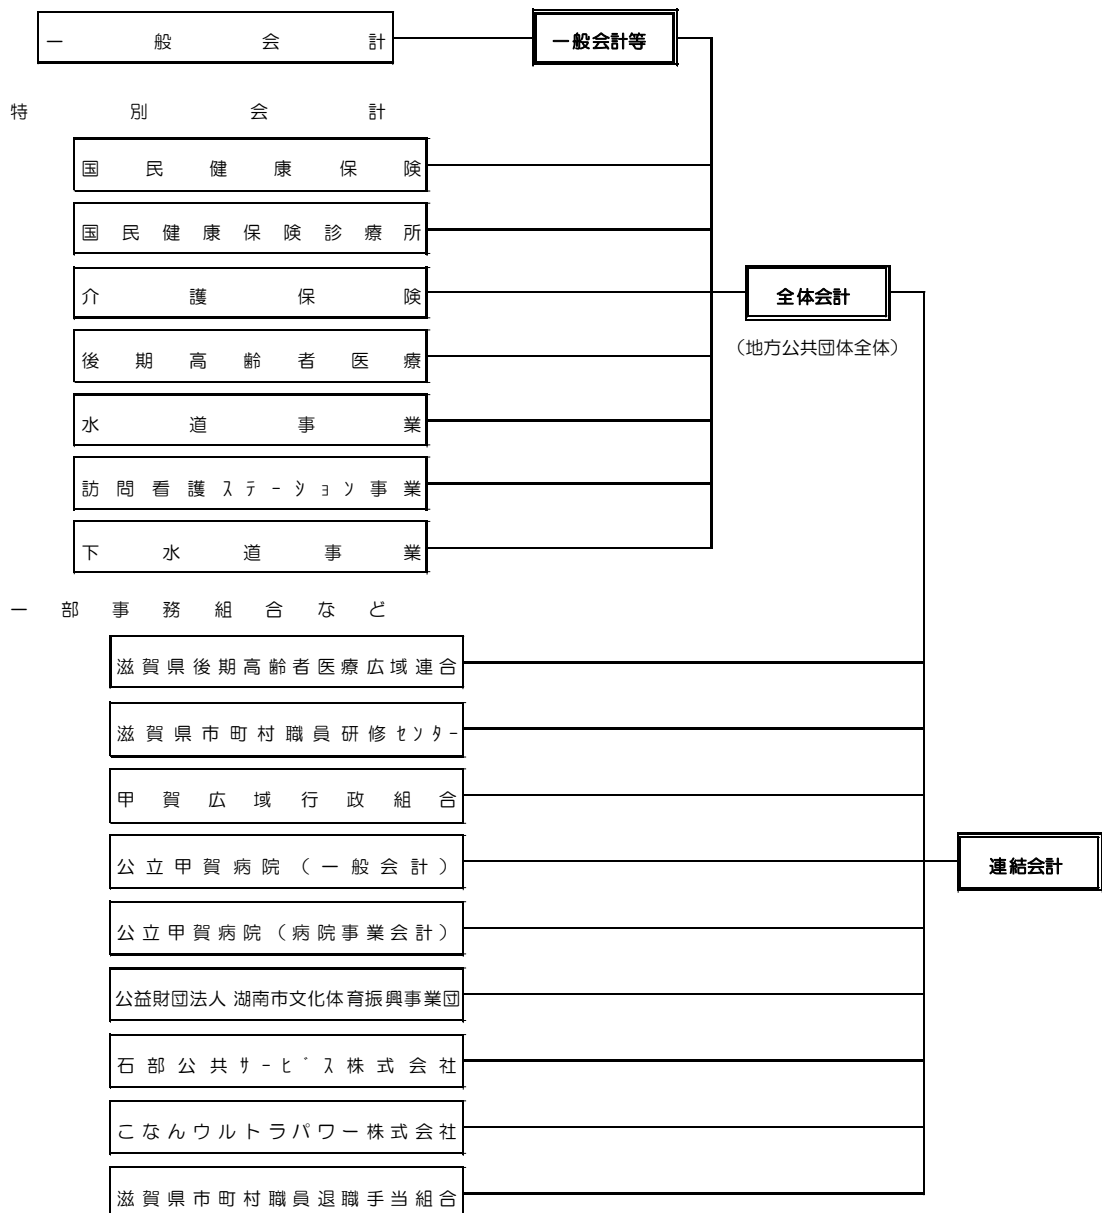 一般会計
一般会計等
特別会計
国民健康保険
国民健康保険診療所
介護保険
全体会計
後期高齢者医療
（地方公共団体全体）
水道事業
訪問看護ｽﾃｰｼｮﾝ事業
下水道事業
一部事務組合など
滋賀県後期高齢者医療広域連合
滋賀県市町村職員研修ｾﾝﾀｰ
甲賀広域行政組合
公立甲賀病院（一般会計）
連結会計
公立甲賀病院（病院事業会計）
公益財団法人 湖南市文化体育振興事業団
石部公共ｻｰﾋﾞｽ株式会社
こなんウルトラパワー株式会社
滋賀県市町村職員退職手当組合